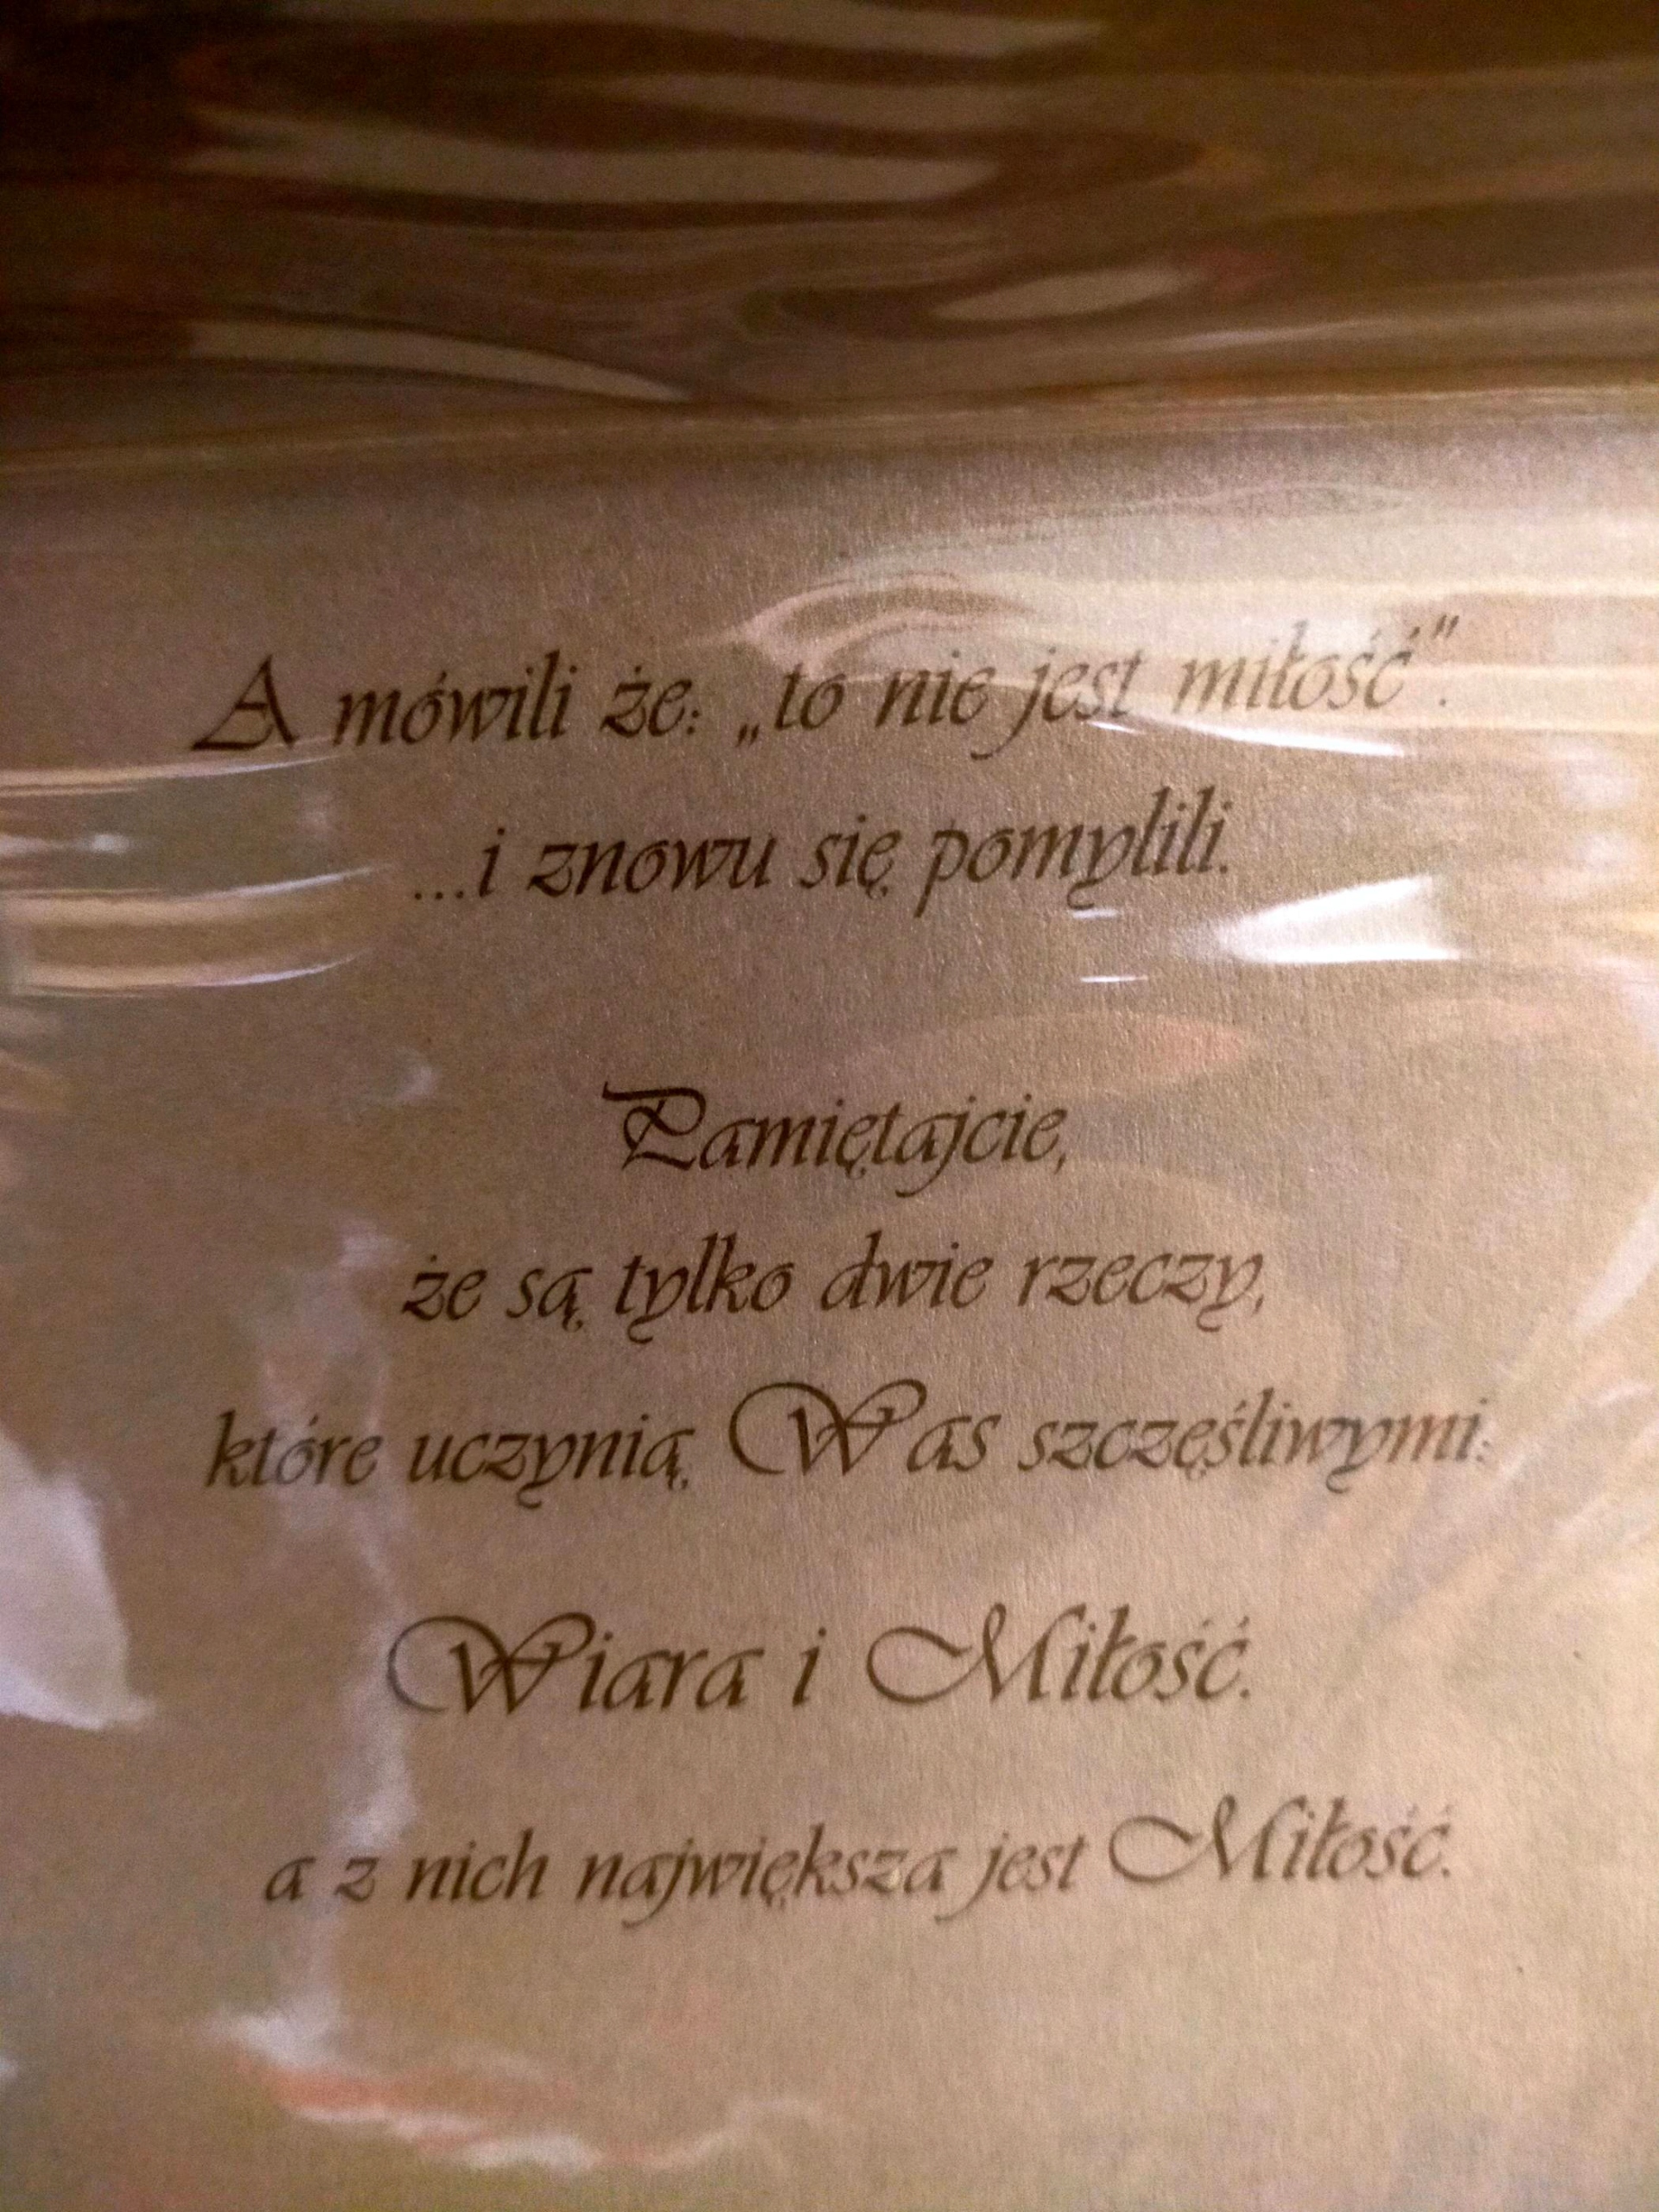 A mówili że: „to nie jest miłość".
...i znowu się pomylili.
Pamiętajcie,
że są tylko dwie rzeczy,
które uczynią Was szczęśliwymi:
Wiara i Miłość.
a z nich największa jest Miłość.